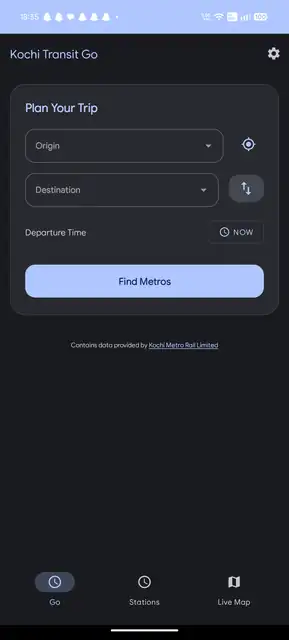 18:55
100
Kochi Transit Go
Plan Your Trip
Origin
Destination
Departure Time
NOW
Find Metros
Contains data provided by Kochi Metro Rail Limited
Go
Stations
Live Map